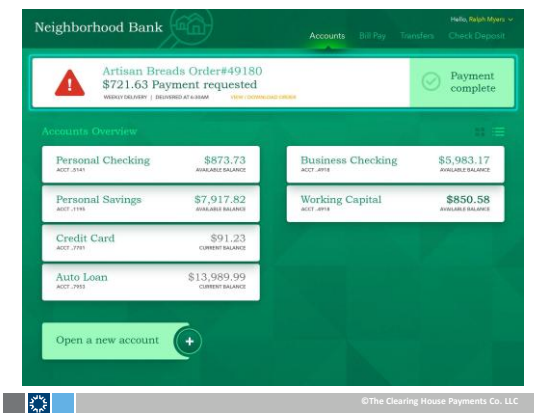 Neighborhood Bank
Hello, Ralph Myers
Accounts Bill Pay Transfers Check Deposit
Artisan Breads Order#49180
$721.63 Payment requested
WEEKLY DELIVERY | DELIVERED AT 6:00AM VIEW / DOWNLOAD ORDER
Payment
complete
Accounts Overview
Personal Checking $873.73
ACCT ..5141 AVAILABLE BALANCE
Personal Savings $7,917.82
ACCT ..1195 AVAILABLE BALANCE
Credit Card $91.23
ACCT ..7701 CURRENT BALANCE
Auto Loan $13,989.99
ACCT ..7952 CURRENT BALANCE
Business Checking $5,983.17
ACCT ..4918 AVAILABLE BALANCE
Working Capital $850.58
ACCT ..4918 AVAILABLE BALANCE
Open a new account +
©The Clearing House Payments Co. LLC